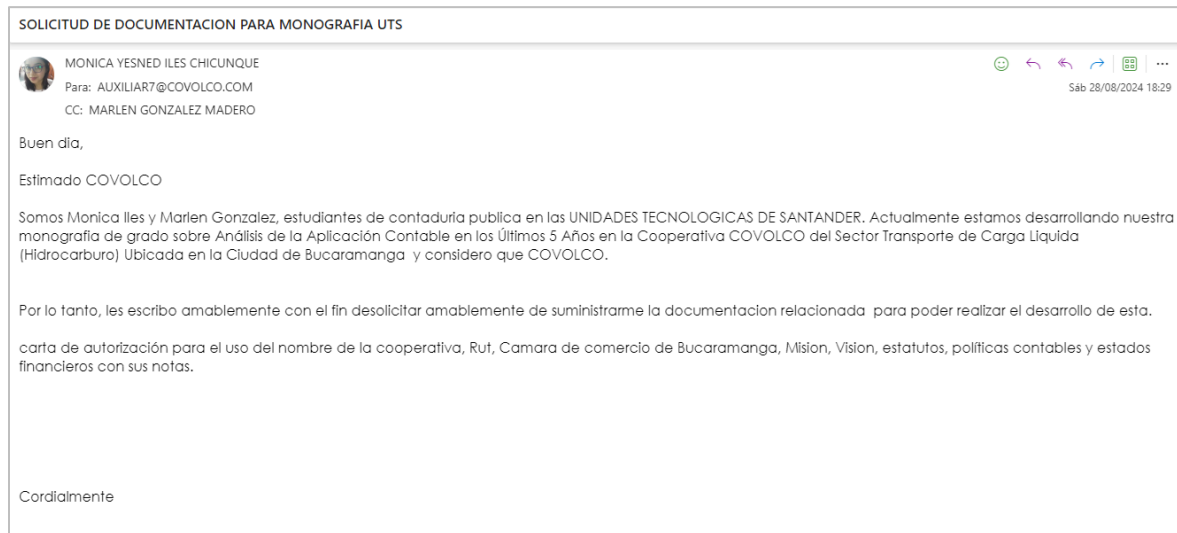 SOLICITUD DE DOCUMENTACION PARA MONOGRAFIA UTS
MONICA YESNED ILES CHICUNQUE
Para: AUXILIAR7@COVOLCO.COM
Sáb 28/08/2024 18:29
CC: MARLEN GONZALEZ MADERO
Buen dia,
Estimado COVOLCO
Somos Monica Iles y Marlen Gonzalez, estudiantes de contaduria publica en las UNIDADES TECNOLOGICAS DE SANTANDER. Actualmente estamos desarrollando nuestra
monografia de grado sobre Análisis de la Aplicación Contable en los Últimos 5 Años en la Cooperativa COVOLCO del Sector Transporte de Carga Liquida
(Hidrocarburo) Ubicada en la Ciudad de Bucaramanga y considero que COVOLCO.
Por lo tanto, les escribo amablemente con el fin desolicitar amablemente de suministrarme la documentacion relacionada para poder realizar el desarrollo de esta.
carta de autorización para el uso del nombre de la cooperativa, Rut, Camara de comercio de Bucaramanga, Mision, Vision, estatutos, políticas contables y estados
financieros con sus notas.
Cordialmente